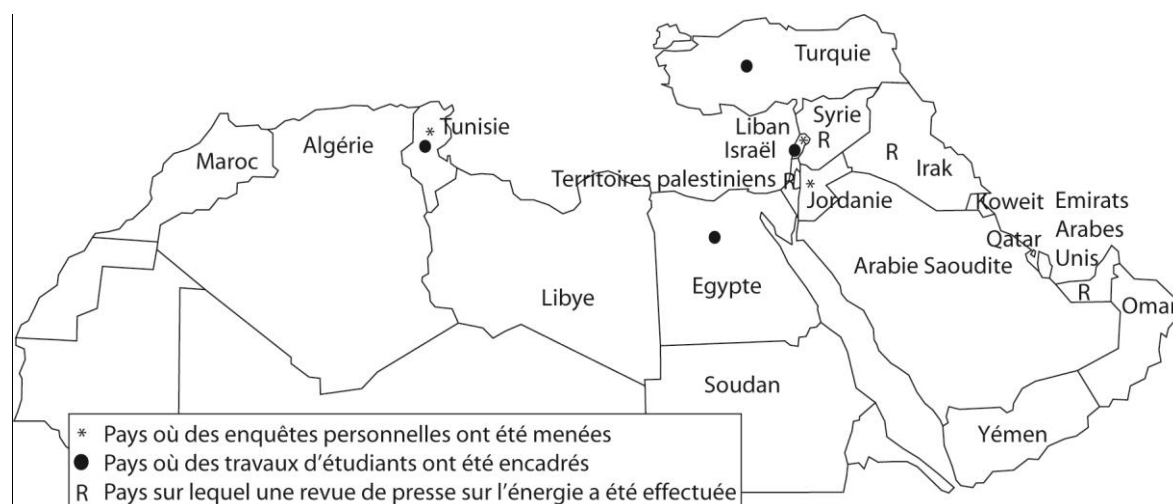 Turquie
Tunisie
Algérie
Maroc
Liban
Syrie
Israël
R
R
Irak
Territoires palestiniens
R
Jordanie
Koweit
Emirats
Arabes
Unis
Qatar
Arabie Saoudite
R
Oman
Libye
Egypte
Soudan
Yémen
* Pays où des enquêtes personnelles ont été menées
● Pays où des travaux d'étudiants ont été encadrés
R Pays sur lequel une revue de presse sur l'énergie a été effectuée